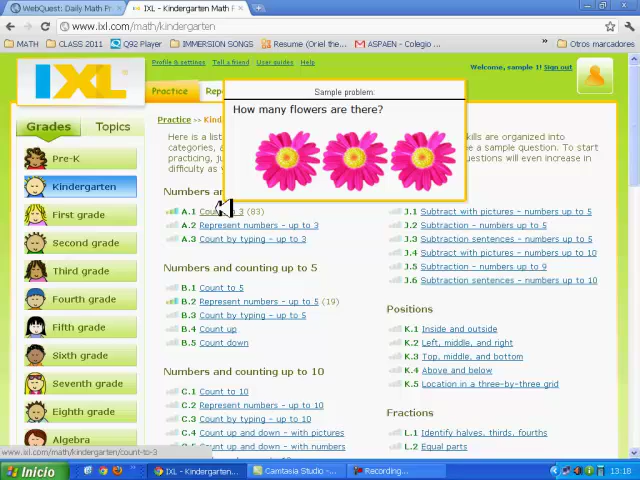 WebQuest: Daily Math Pr
IXL - Kindergarten Math P
www.ixl.com/math/kindergarten
MATH
CLASS 2011
Q92 Player
IMMERSION SONGS
Resume (Oriel the
ASPAEN - Colegio
»
Otros marcadores
IXL
Profile & settings
Tell a friend
User guides
Help
Welcome, sample 1!
Sign out
Practice
Rep
Grades
Topics
Pre-K
Kindergarten
First grade
Second grade
Third grade
Fourth grade
Fifth grade
Sixth grade
Seventh grade
Eighth grade
Algebra
Practice >> Kind
Here is a list
skills are organized into
categories, a
ee a sample question. To start
practicing, ju
questions will even increase in
difficulty as
Sample problem:
How many flowers are there?
Numbers an
A.1 Count to 3 (83)
A.2 Represent numbers - up to 3
A.3 Count by typing - up to 3
Numbers and counting up to 5
B.1 Count to 5
B.2 Represent numbers - up to 5 (19)
B.3 Count by typing - up to 5
B.4 Count up
B.5 Count down
Numbers and counting up to 10
C.1 Count to 10
C.2 Represent numbers - up to 10
C.3 Count by typing - up to 10
C.4 Count up and down - with pictures
C.5 Count up and down - numbers
J.1 Subtract with pictures - numbers up to 5
J.2 Subtraction - numbers up to 5
J.3 Subtraction sentences - numbers up to 5
J.4 Subtract with pictures - numbers up to 10
J.5 Subtraction - numbers up to 9
J.6 Subtraction sentences - numbers up to 10
Positions
K.1 Inside and outside
K.2 Left, middle, and right
K.3 Top, middle, and bottom
K.4 Above and below
K.5 Location in a three-by-three grid
Fractions
L.1 Identify halves, thirds, fourths
L.2 Equal parts
www.ixl.com/math/kindergarten/count-to-3
Inicio
IXL - Kindergarten...
Camtasia Studio - ...
Recording...
13:18